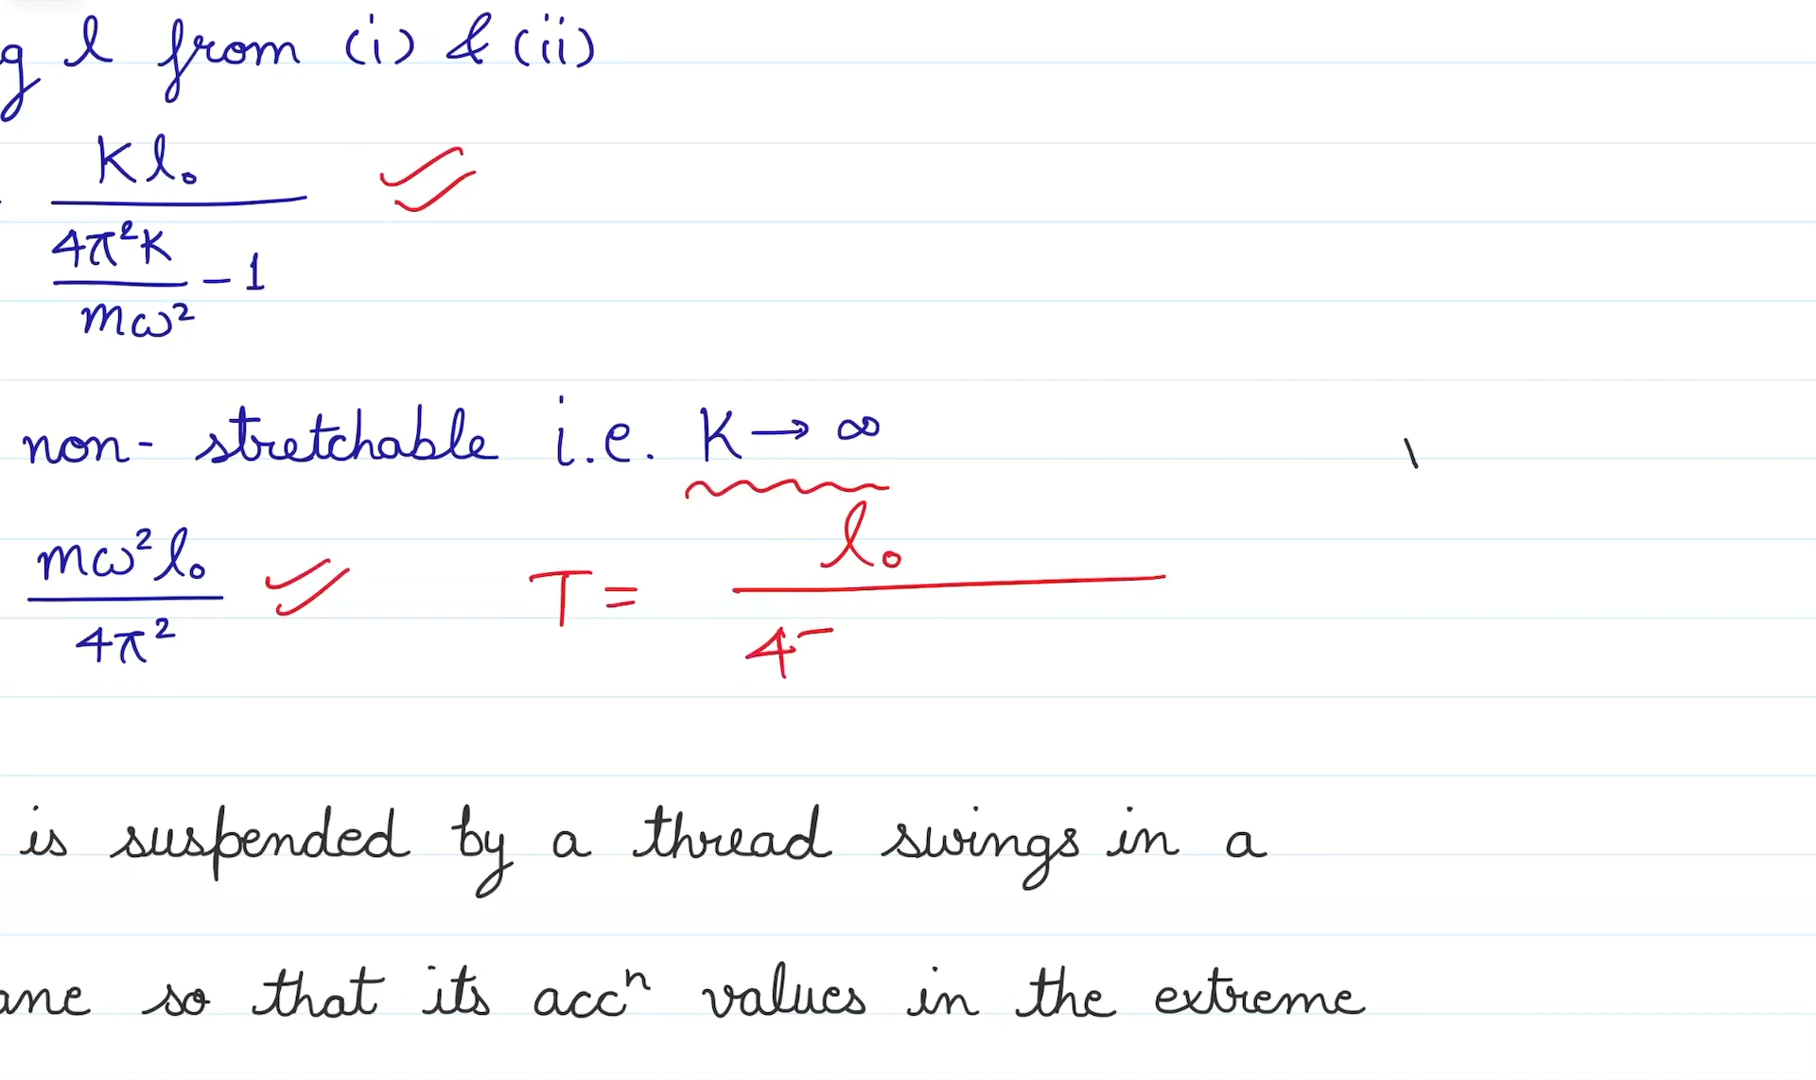 g l from (i) & (ii)
Kl₀
4π²K
mω² - 1
non-stretchable i.e. K → ∞
mω²l₀
4π²
T = l₀
4
is suspended by a thread swings in a
ane so that its accⁿ values in the extreme